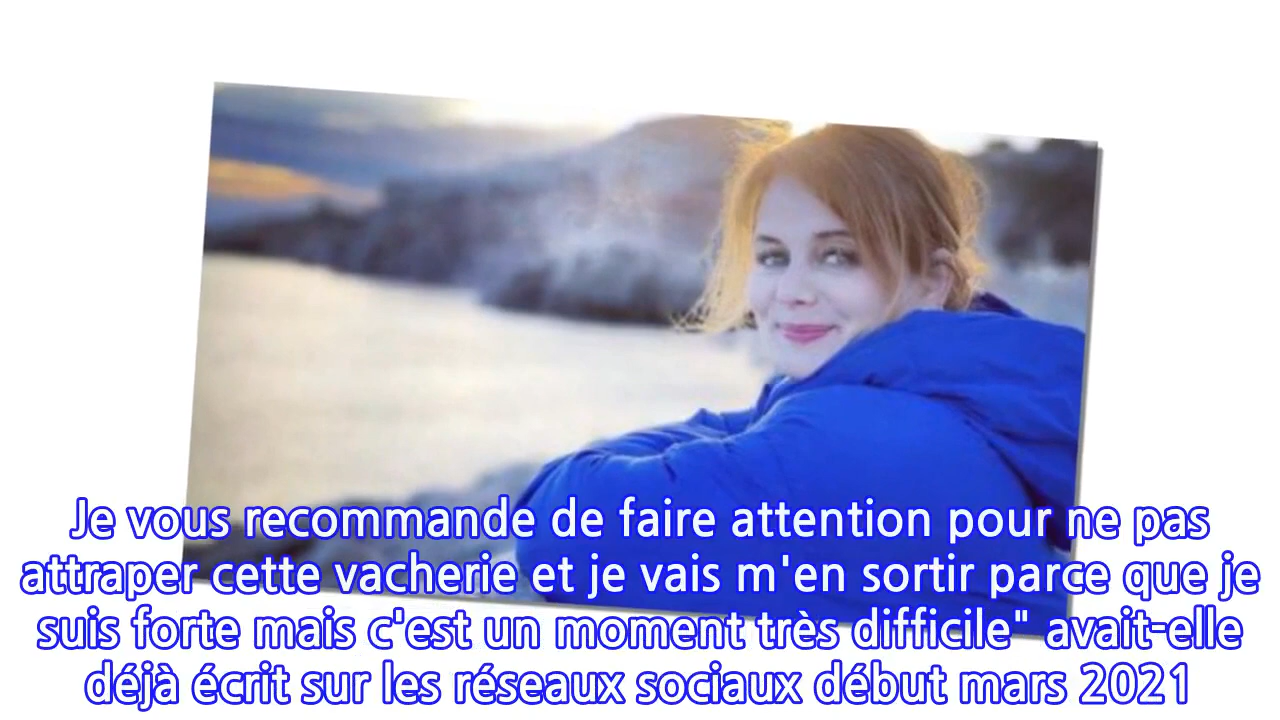 Je vous recommande de faire attention pour ne pas
attraper cette vacherie et je vais m'en sortir parce que je
suis forte mais c'est un moment très difficile" avait-elle
déjà écrit sur les réseaux sociaux début mars 2021